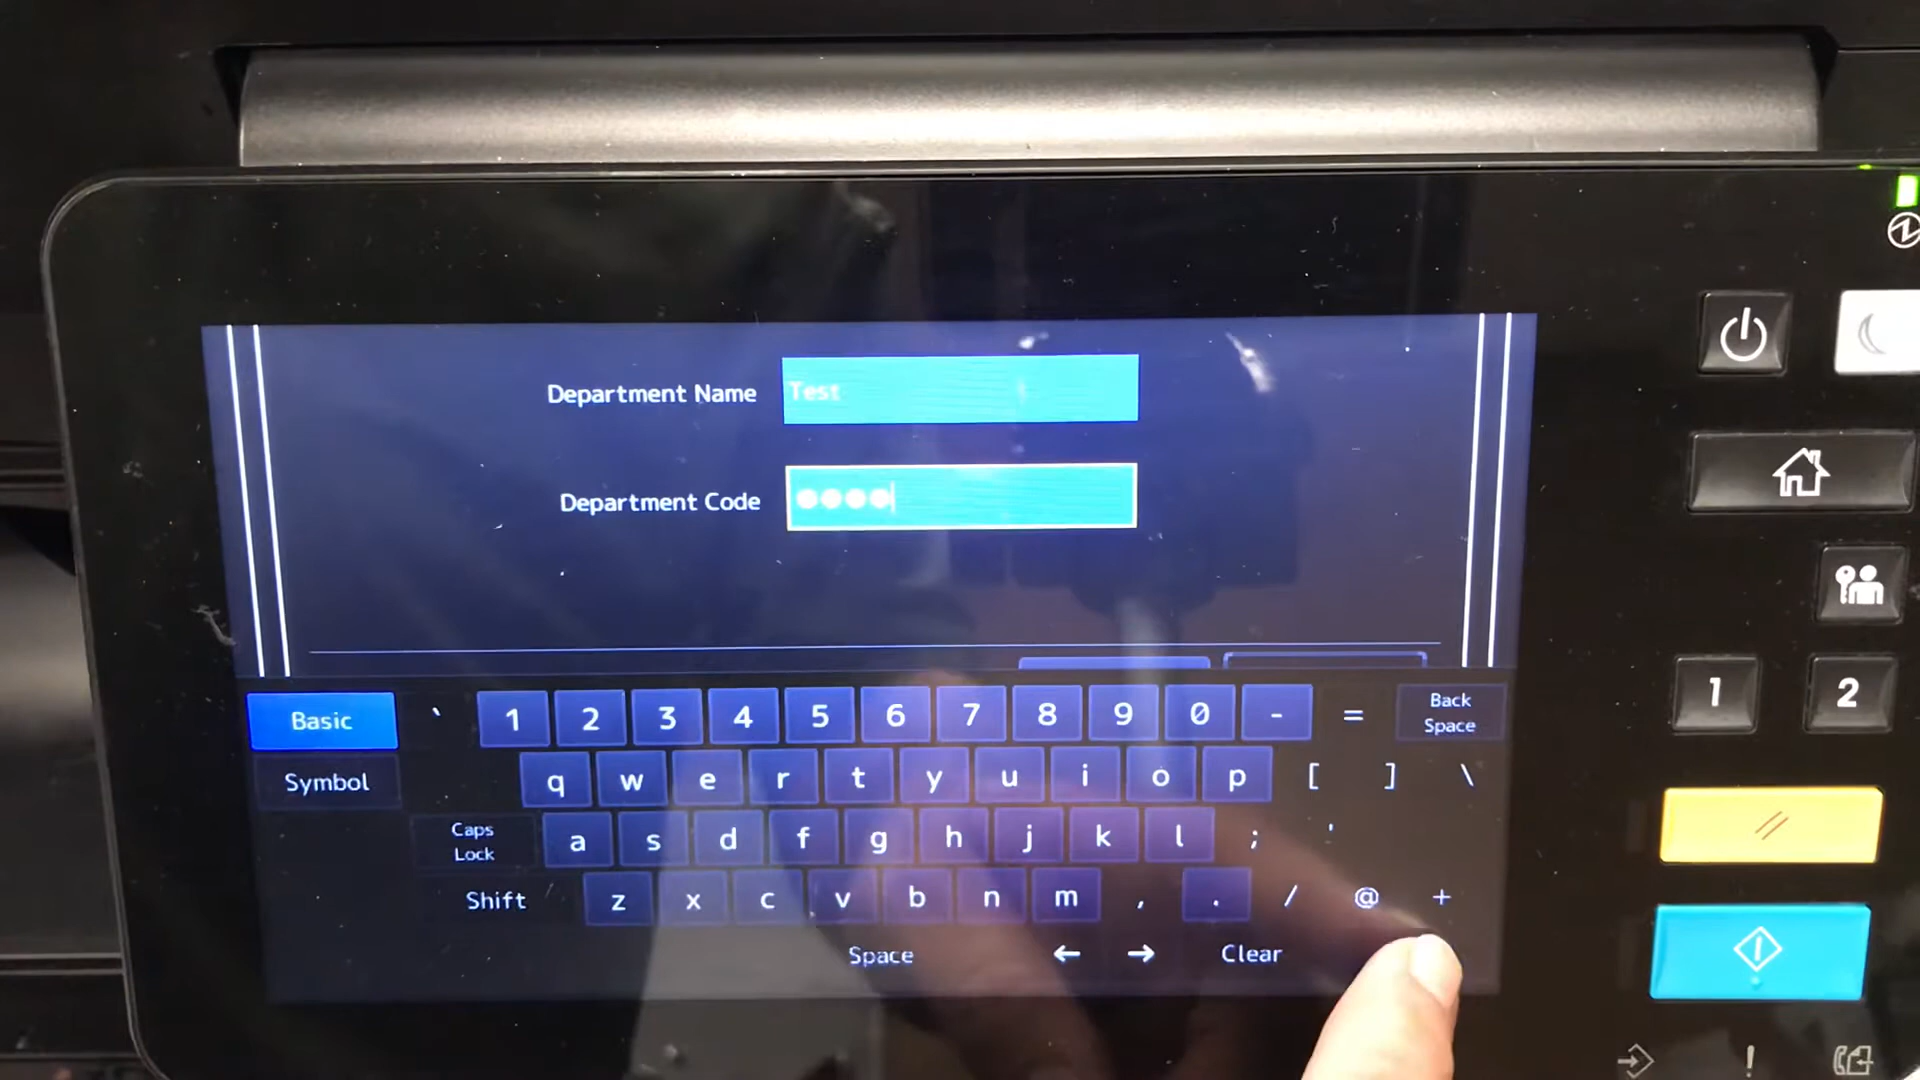 Department Name Test
Department Code ●●●●
Basic ` 1 2 3 4 5 6 7 8 9 0 - = Back Space
Symbol q w e r t y u i o p [ ] \
Caps Lock a s d f g h j k l ; '
Shift z x c v b n m , . / @ +
Space ← → Clear
1 2